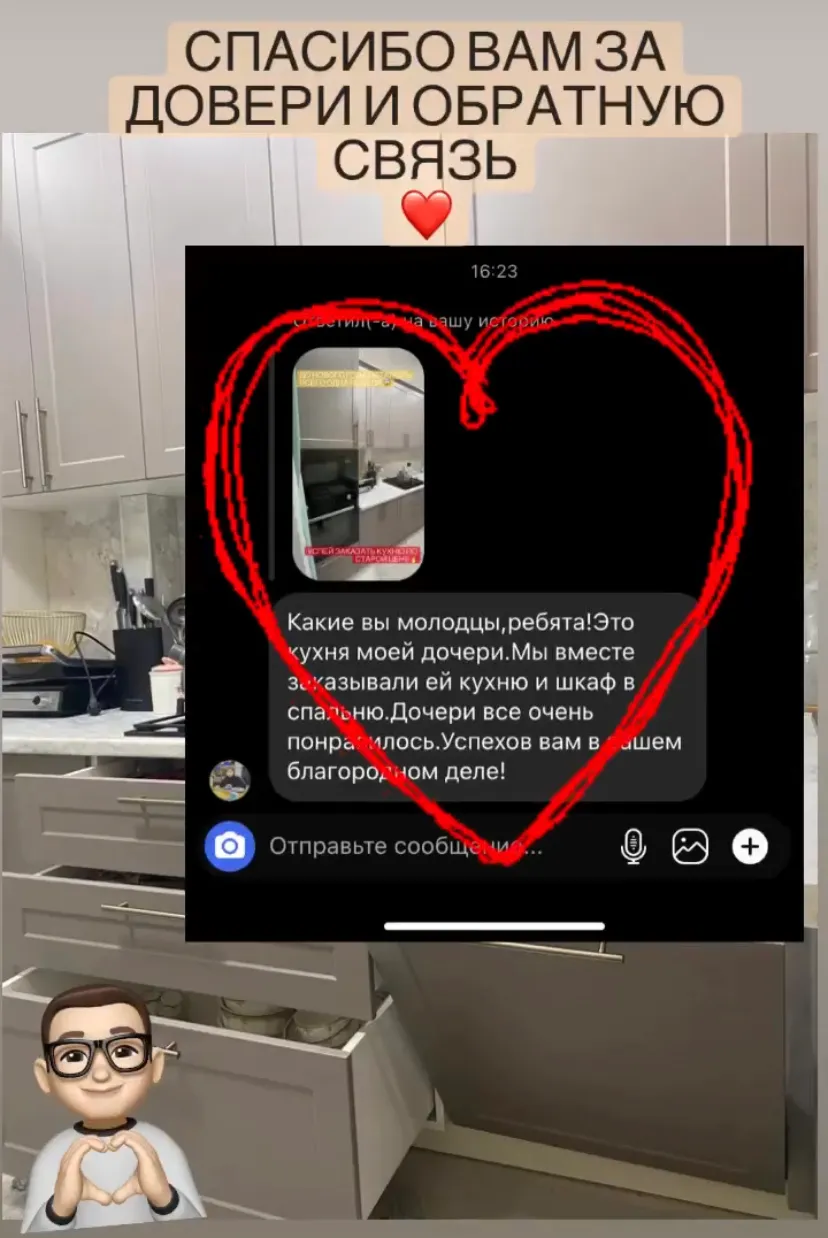 СПАСИБО ВАМ ЗА
ДОВЕРИ И ОБРАТНУЮ
СВЯЗЬ
16:23
Ответил(-а) на вашу историю
УСПЕЙ ЗАКАЗАТЬ КУХНЮ ПО
СТАРОЙ ЦЕНЕ
Какие вы молодцы,ребята!Это
кухня моей дочери.Мы вместе
заказывали ей кухню и шкаф в
спальню.Дочери все очень
понравилось.Успехов вам в вашем
благородном деле!
Отправьте сообщение...